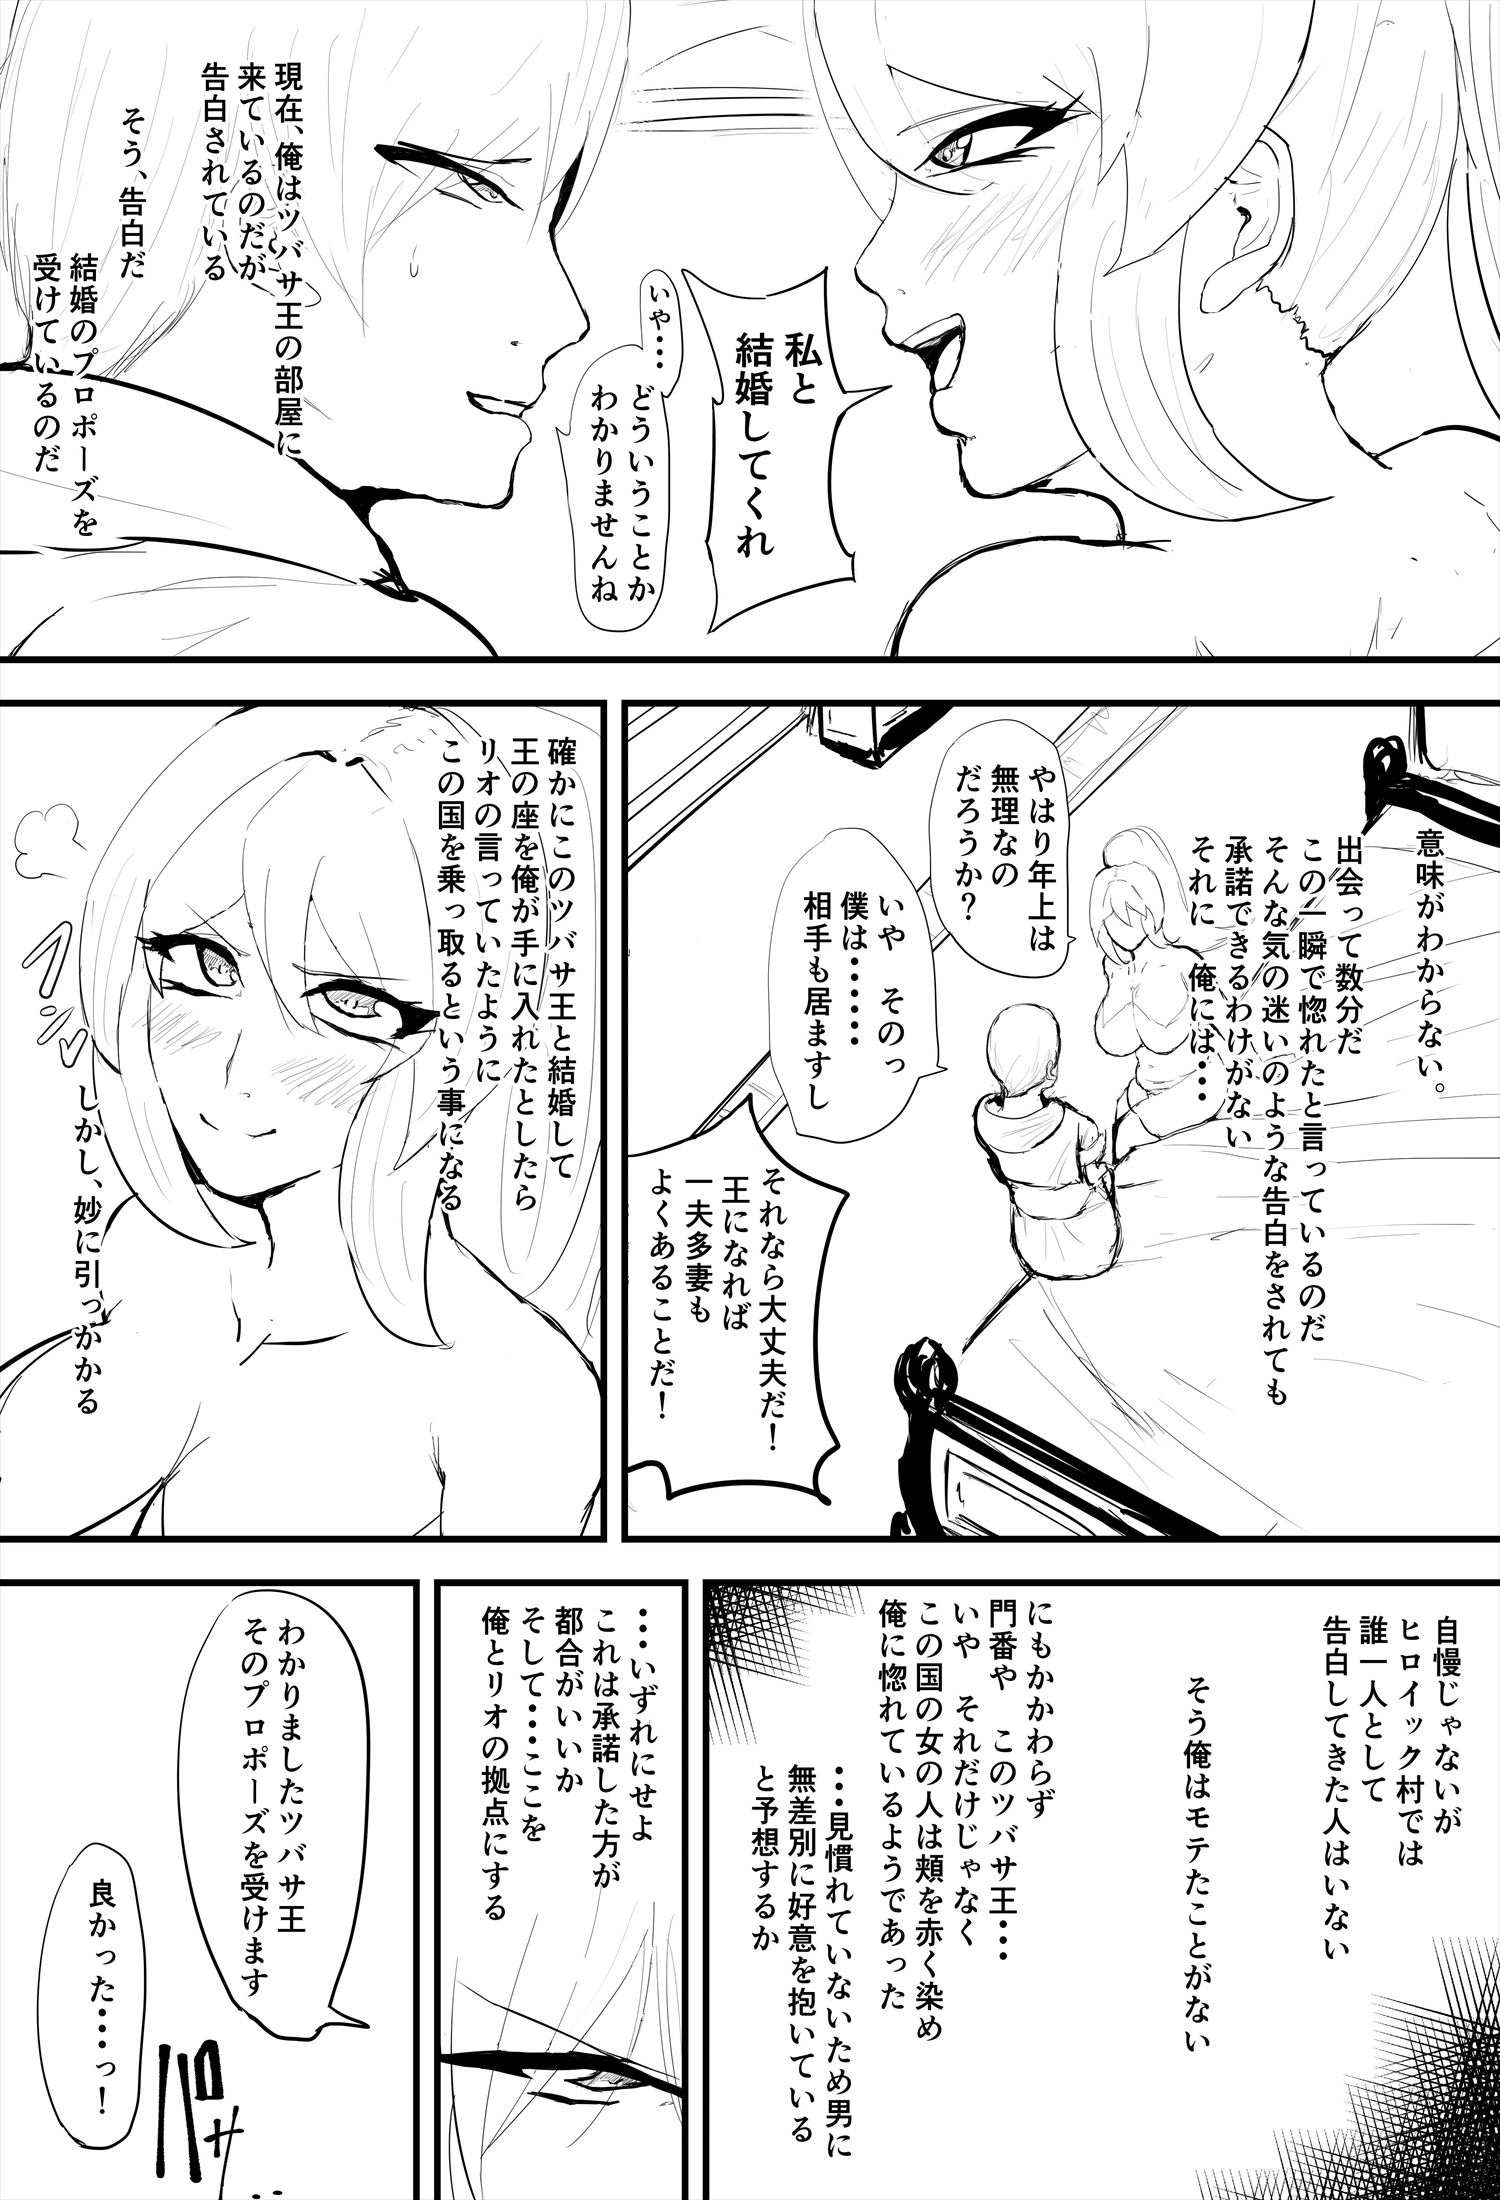 私と
結婚してくれ
いや・・・
どういうことか
わかりませんね
現在、俺はツバサ王の部屋に
来ているのだが
告白されている
そう、告白だ
結婚のプロポーズを
受けているのだ
意味がわからない。
出会って数分だ
この一瞬で惚れたと言っているのだ
そんな気の迷いのような告白をされても
承諾できるわけがない
それに　俺には・・・
やはり年上は
無理なの
だろうか？
いや　そのっ
僕は・・・・・・
相手も居ますし
それなら大丈夫だ！
王になれば
一夫多妻も
よくあることだ！
確かにこのツバサ王と結婚して
王の座を俺が手に入れたとしたら
リオの言っていたように
この国を乗っ取るという事になる
しかし、妙に引っかかる
自慢じゃないが
ヒロイック村では
誰一人として
告白してきた人はいない
そう俺はモテたことがない
にもかかわらず
門番や　このツバサ王・・・
いや　それだけじゃなく
この国の女の人は頬を赤く染め
俺に惚れているようであった
・・・見慣れていないため男に
無差別に好意を抱いている
と予想するか
・・・いずれにせよ
これは承諾した方が
都合がいいか
そして・・・ここを
俺とリオの拠点にする
わかりましたツバサ王
そのプロポーズを受けます
良かった・・・っ！
パサ